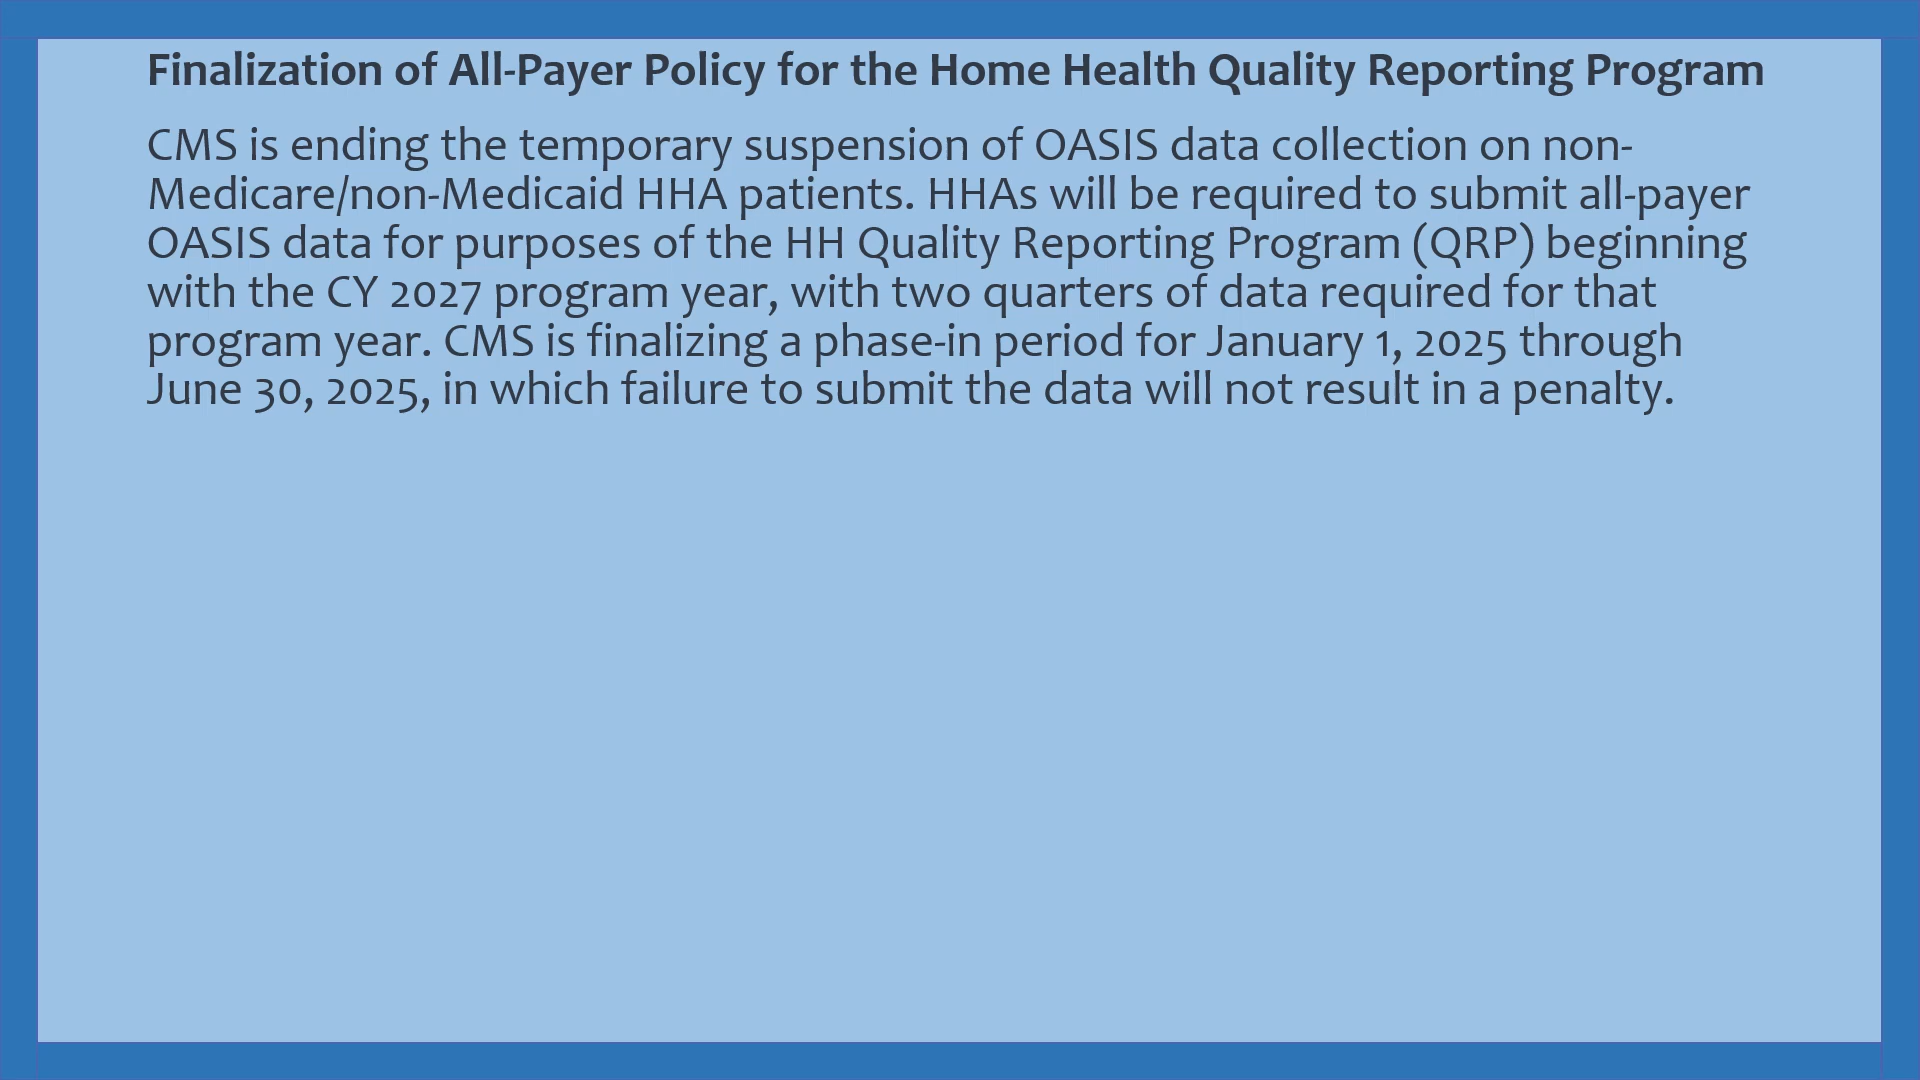 Finalization of All-Payer Policy for the Home Health Quality Reporting Program
CMS is ending the temporary suspension of OASIS data collection on non-
Medicare/non-Medicaid HHA patients. HHAs will be required to submit all-payer
OASIS data for purposes of the HH Quality Reporting Program (QRP) beginning
with the CY 2027 program year, with two quarters of data required for that
program year. CMS is finalizing a phase-in period for January 1, 2025 through
June 30, 2025, in which failure to submit the data will not result in a penalty.